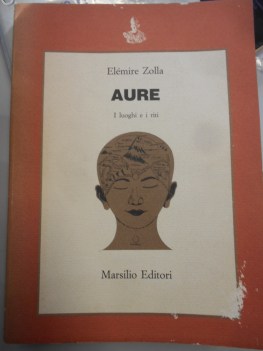 Elémire Zolla
AURE
I luoghi e i riti
Marsilio Editori